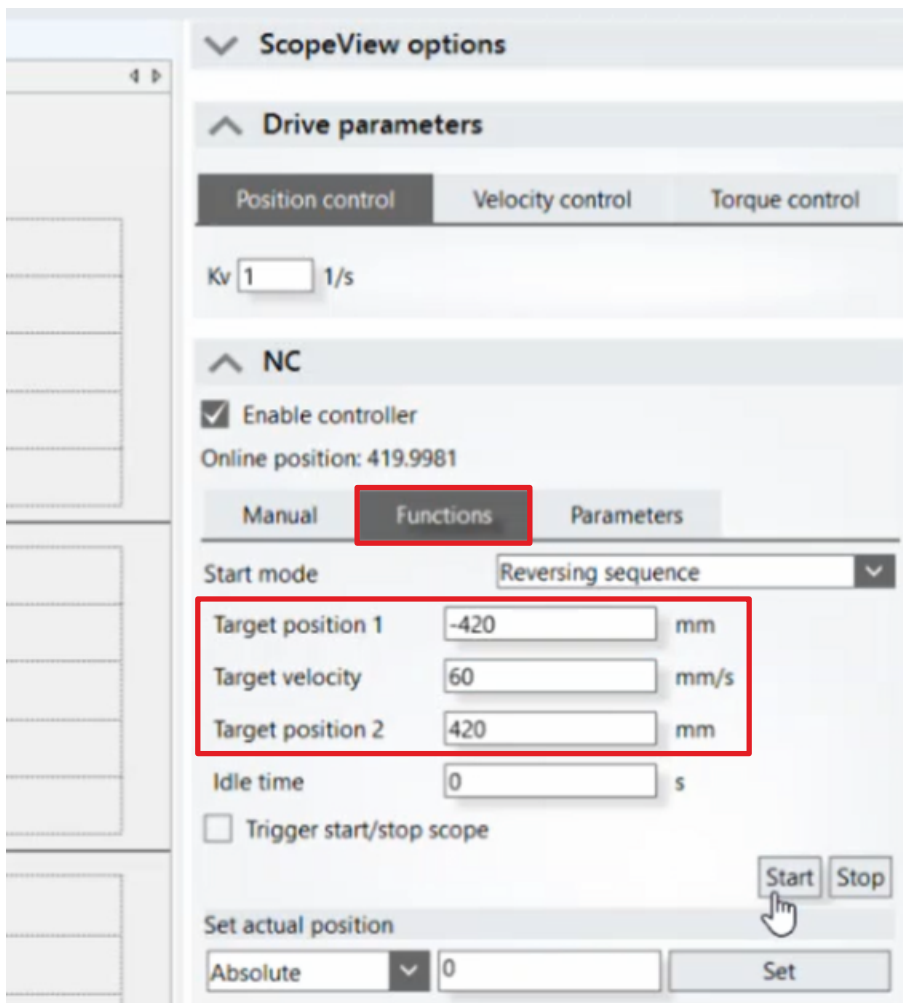 ScopeView options
Drive parameters
Position control Velocity control Torque control
Kv 1 1/s
NC
Enable controller
Online position: 419.9981
Manual Functions Parameters
Start mode Reversing sequence
Target position 1 -420 mm
Target velocity 60 mm/s
Target position 2 420 mm
Idle time 0 s
Trigger start/stop scope
Start Stop
Set actual position
Absolute 0 Set